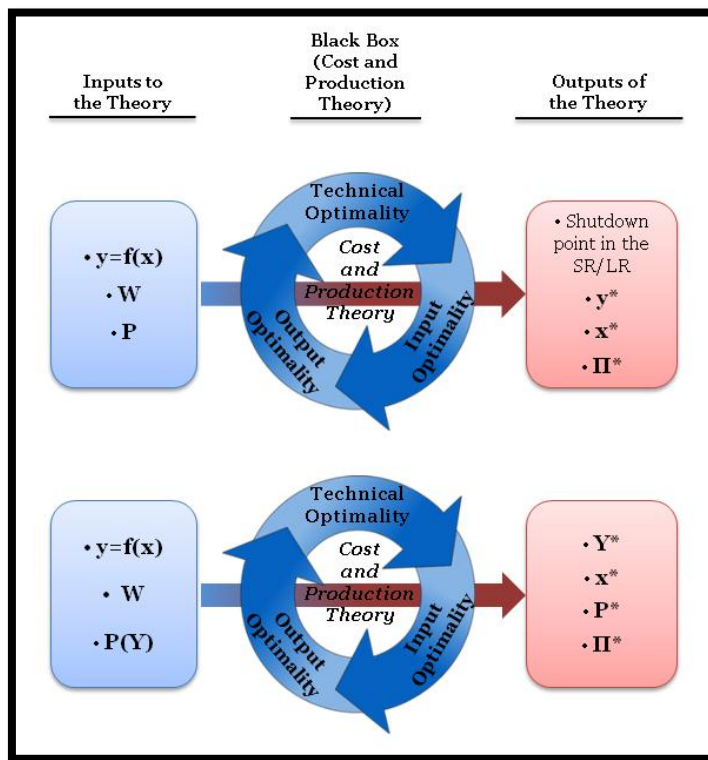 Inputs to
the Theory
Black Box
(Cost and
Production
Theory)
Outputs of
the Theory
• y=f(x)
• W
• P
Technical
Optimality
Cost
and
Production
Theory
Input
Optimality
Output
Optimality
• Shutdown
point in the
SR/LR
• y*
• x*
• Π*
• y=f(x)
• W
• P(Y)
Technical
Optimality
Cost
and
Production
Theory
Input
Optimality
Output
Optimality
• Y*
• x*
• P*
• Π*